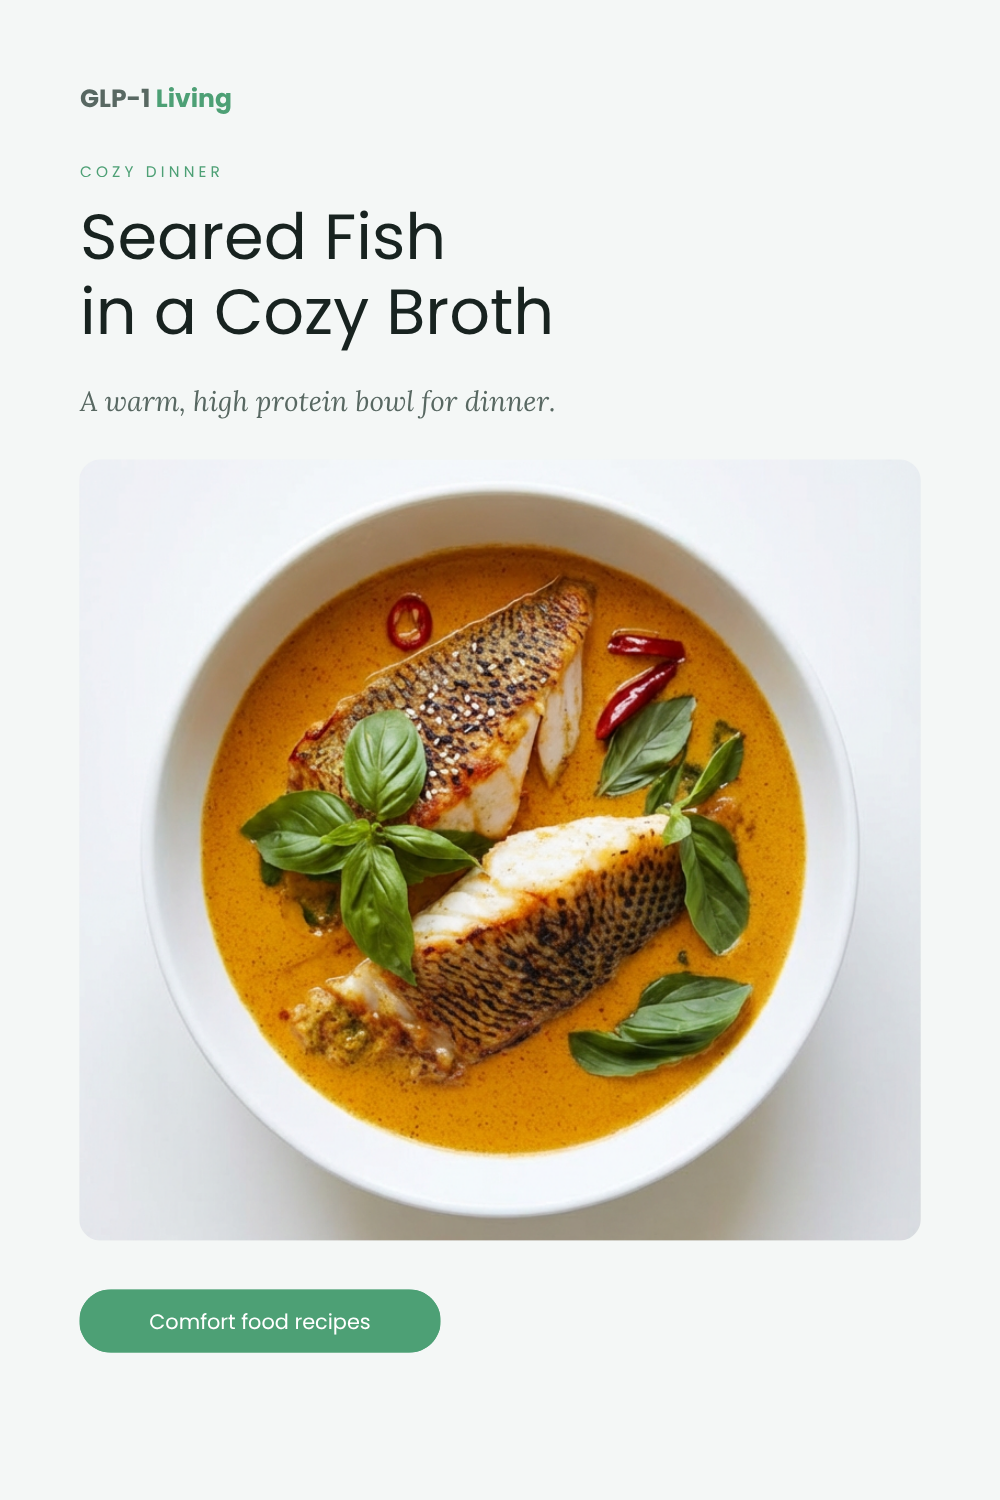 GLP-1 Living
COZY DINNER
Seared Fish
in a Cozy Broth
A warm, high protein bowl for dinner.
Comfort food recipes